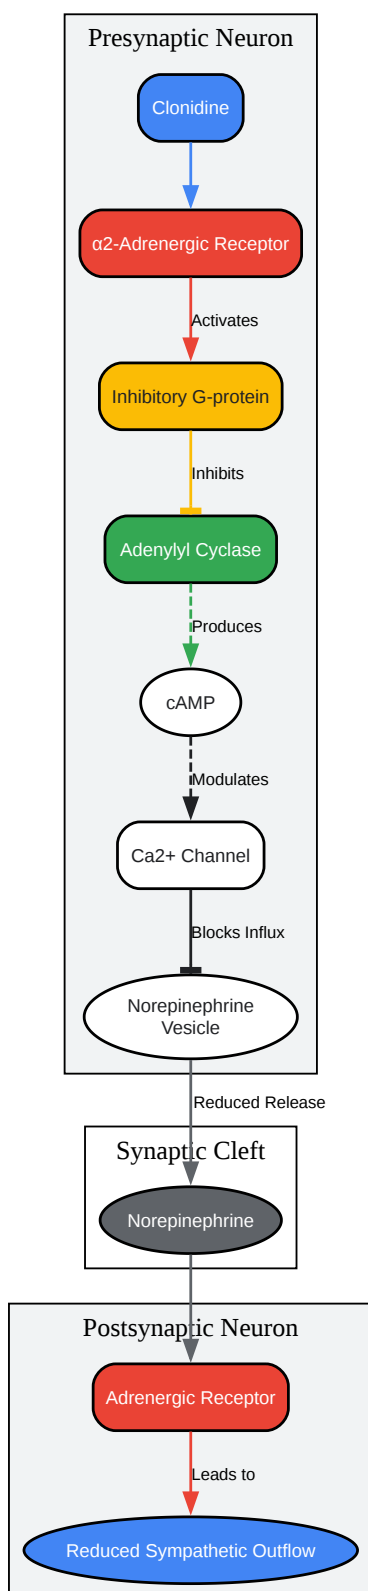 Presynaptic Neuron
Clonidine
α2-Adrenergic Receptor
Activates
Inhibitory G-protein
Inhibits
Adenylyl Cyclase
Produces
cAMP
Modulates
Ca2+ Channel
Blocks Influx
Norepinephrine
Vesicle
Reduced Release
Synaptic Cleft
Norepinephrine
Postsynaptic Neuron
Adrenergic Receptor
Leads to
Reduced Sympathetic Outflow